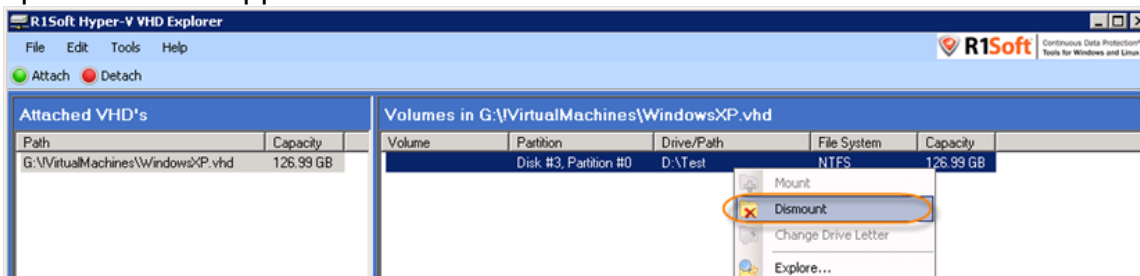 R1Soft Hyper-V VHD Explorer
File Edit Tools Help
R1Soft Continuous Data Protection® Tools for Windows and Linux
Attach Detach
Attached VHD's
Volumes in G:\!VirtualMachines\WindowsXP.vhd
Path Capacity Volume Partition Drive/Path File System Capacity
G:\!VirtualMachines\WindowsXP.vhd 126.99 GB Disk #3, Partition #0 D:\Test NTFS 126.99 GB
Mount
Dismount
Change Drive Letter
Explore...